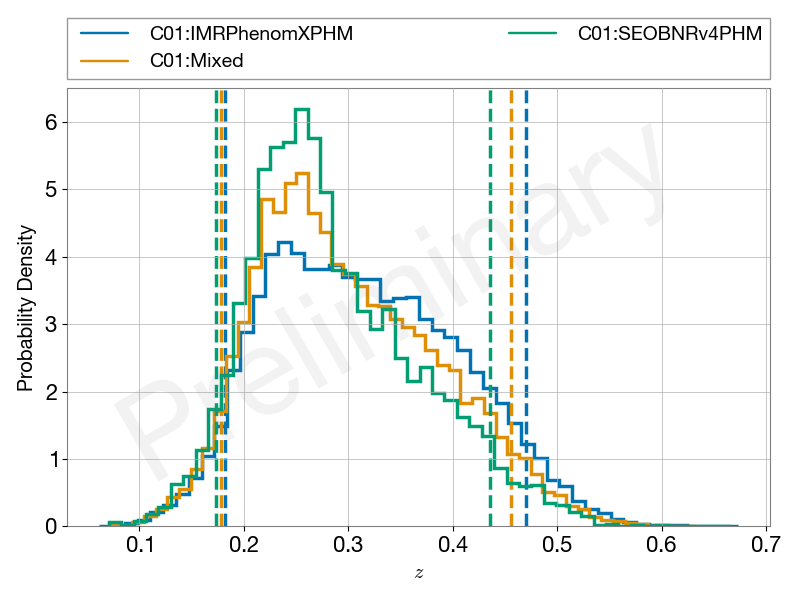 C01:IMRPhenomXPHM
C01:Mixed
C01:SEOBNRv4PHM
Preliminary
Probability Density
6
5
4
3
2
1
0
0.1 0.2 0.3 0.4 0.5 0.6 0.7
z